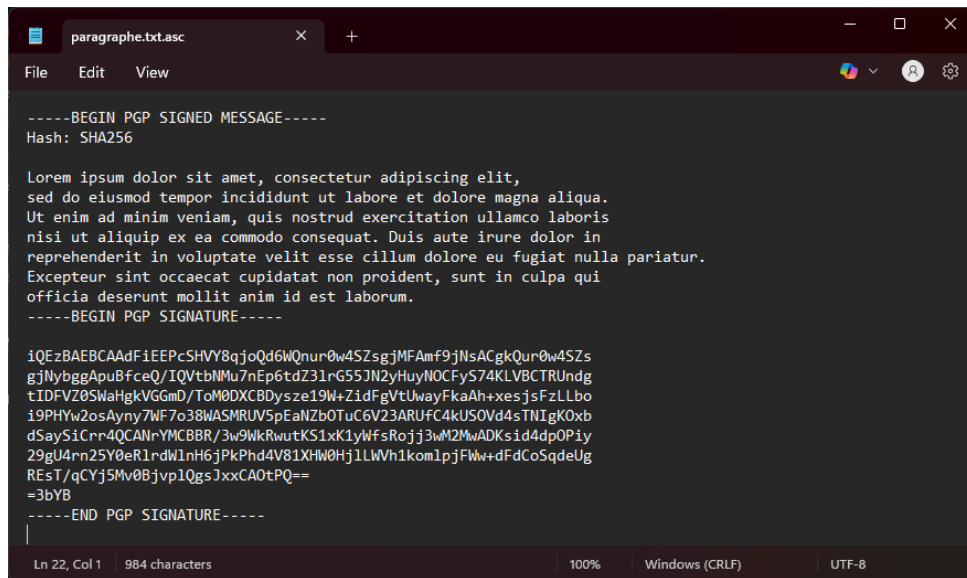 paragraphe.txt.asc
File Edit View
-----BEGIN PGP SIGNED MESSAGE-----
Hash: SHA256
Lorem ipsum dolor sit amet, consectetur adipiscing elit,
sed do eiusmod tempor incididunt ut labore et dolore magna aliqua.
Ut enim ad minim veniam, quis nostrud exercitation ullamco laboris
nisi ut aliquip ex ea commodo consequat. Duis aute irure dolor in
reprehenderit in voluptate velit esse cillum dolore eu fugiat nulla pariatur.
Excepteur sint occaecat cupidatat non proident, sunt in culpa qui
officia deserunt mollit anim id est laborum.
-----BEGIN PGP SIGNATURE-----
iQEzBAEBCAAdFiEEPcSHVY8qjoQd6WQnur0w4SZsgjMFAmf9jNsACgkQur0w4SZs
gjNybggApuBfceQ/IQVtbNMu7nEp6tdZ3lrG55JN2yHuyNOCFyS74KLVBCTRUndg
tIDFVZ0SWaHgkVGGmD/ToM0DXCBDysze19W+ZidFgVtUwayFkaAh+xesjsFzLLbo
i9PHYw2osAyny7WF7o38WASMRUV5pEaNZbOTuC6V23ARUfC4kUSOVd4sTNIgKOxb
dSaySiCrr4QCANrYMCBBR/3w9WkRwutKS1xK1yWfsRojj3wM2MwADKsid4dpOPiy
29gU4rn25Y0eRlrdWlnH6jPkPhd4V81XHW0HjlLWVh1komlpjFWw+dFdCoSqdeUg
REsT/qCYj5Mv0BjvplQgsJxxCAOtPQ==
=3bYB
-----END PGP SIGNATURE-----
Ln 22, Col 1 984 characters 100% Windows (CRLF) UTF-8